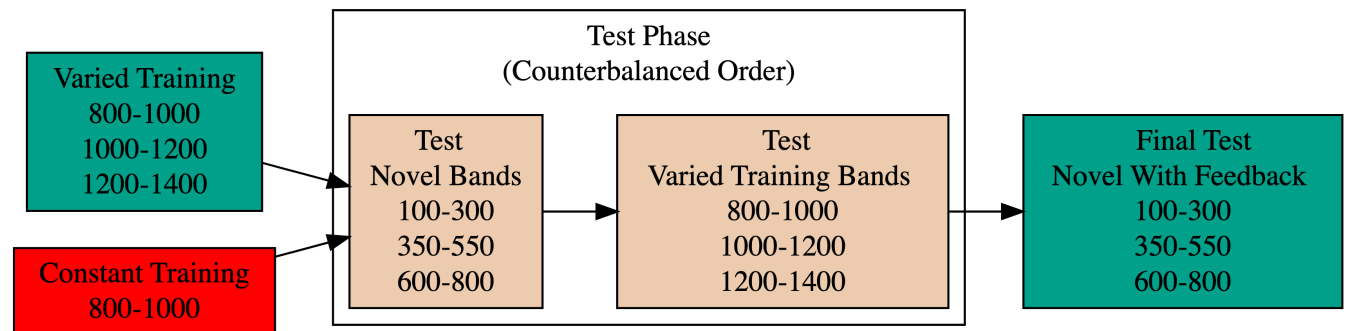 Varied Training
800-1000
1000-1200
1200-1400
Constant Training
800-1000
Test Phase
(Counterbalanced Order)
Test
Novel Bands
100-300
350-550
600-800
Test
Varied Training Bands
800-1000
1000-1200
1200-1400
Final Test
Novel With Feedback
100-300
350-550
600-800